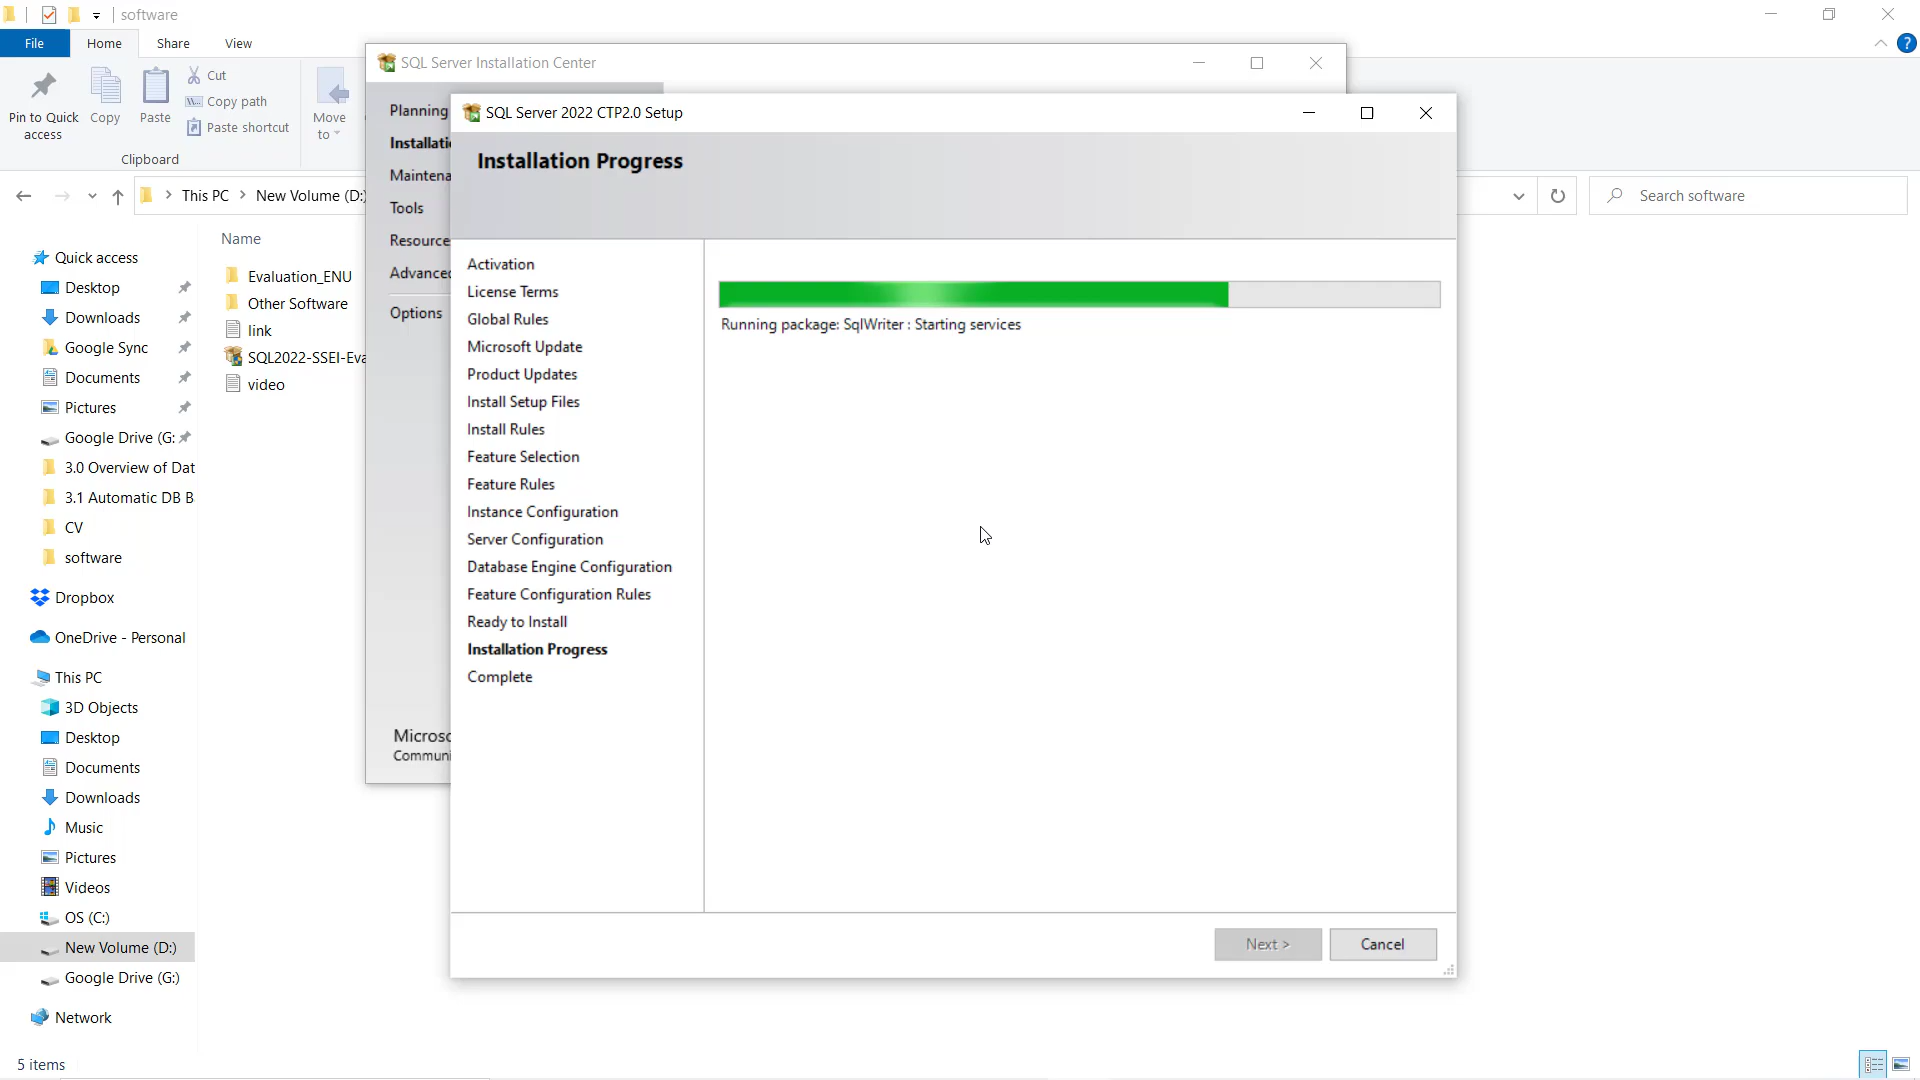 software
File
Home
Share
View
Pin to Quick
access
Copy
Paste
Cut
Copy path
Paste shortcut
Move
to
Clipboard
This PC
New Volume (D:)
Search software
Quick access
Desktop
Downloads
Google Sync
Documents
Pictures
Google Drive (G:
3.0 Overview of Dat
3.1 Automatic DB B
CV
software
Dropbox
OneDrive - Personal
This PC
3D Objects
Desktop
Documents
Downloads
Music
Pictures
Videos
OS (C:)
New Volume (D:)
Google Drive (G:)
Network
5 items
Name
Evaluation_ENU
Other Software
link
SQL2022-SSEI-Eva
video
SQL Server Installation Center
Planning
Installati
Maintena
Tools
Resource
Advanced
Options
Microso
Communi
SQL Server 2022 CTP2.0 Setup
Installation Progress
Activation
License Terms
Global Rules
Microsoft Update
Product Updates
Install Setup Files
Install Rules
Feature Selection
Feature Rules
Instance Configuration
Server Configuration
Database Engine Configuration
Feature Configuration Rules
Ready to Install
Installation Progress
Complete
Running package: SqlWriter : Starting services
Next >
Cancel